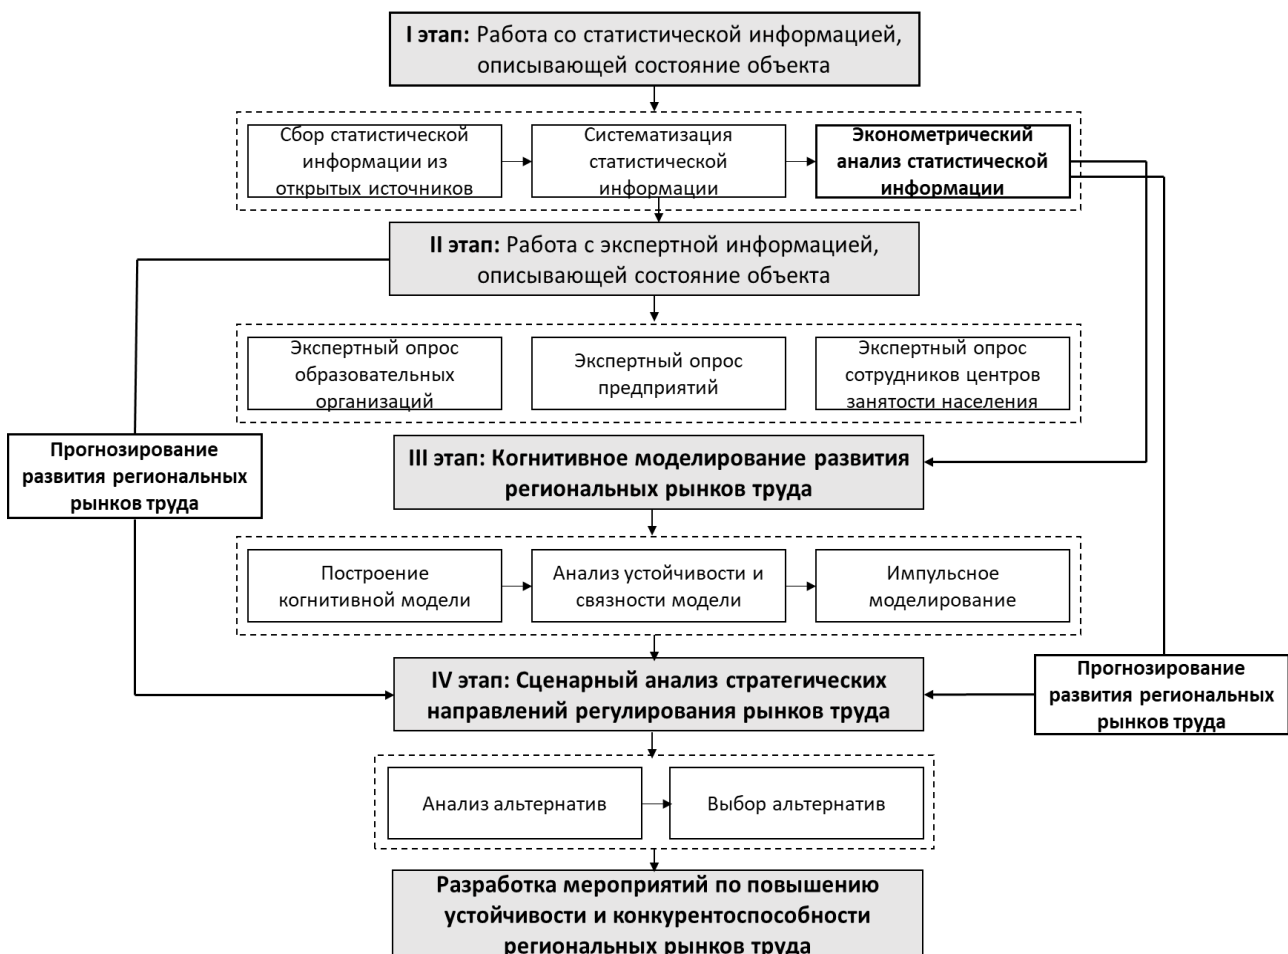 I этап: Работа со статистической информацией,
описывающей состояние объекта
Сбор статистической
информации из
открытых источников
Систематизация
статистической
информации
Эконометрический
анализ статистической
информации
II этап: Работа с экспертной информацией,
описывающей состояние объекта
Экспертный опрос
образовательных
организаций
Экспертный опрос
предприятий
Экспертный опрос
сотрудников центров
занятости населения
Прогнозирование
развития региональных
рынков труда
III этап: Когнитивное моделирование развития
региональных рынков труда
Построение
когнитивной модели
Анализ устойчивости и
связности модели
Импульсное
моделирование
IV этап: Сценарный анализ стратегических
направлений регулирования рынков труда
Прогнозирование
развития региональных
рынков труда
Анализ альтернатив
Выбор альтернатив
Разработка мероприятий по повышению
устойчивости и конкурентоспособности
региональных рынков труда